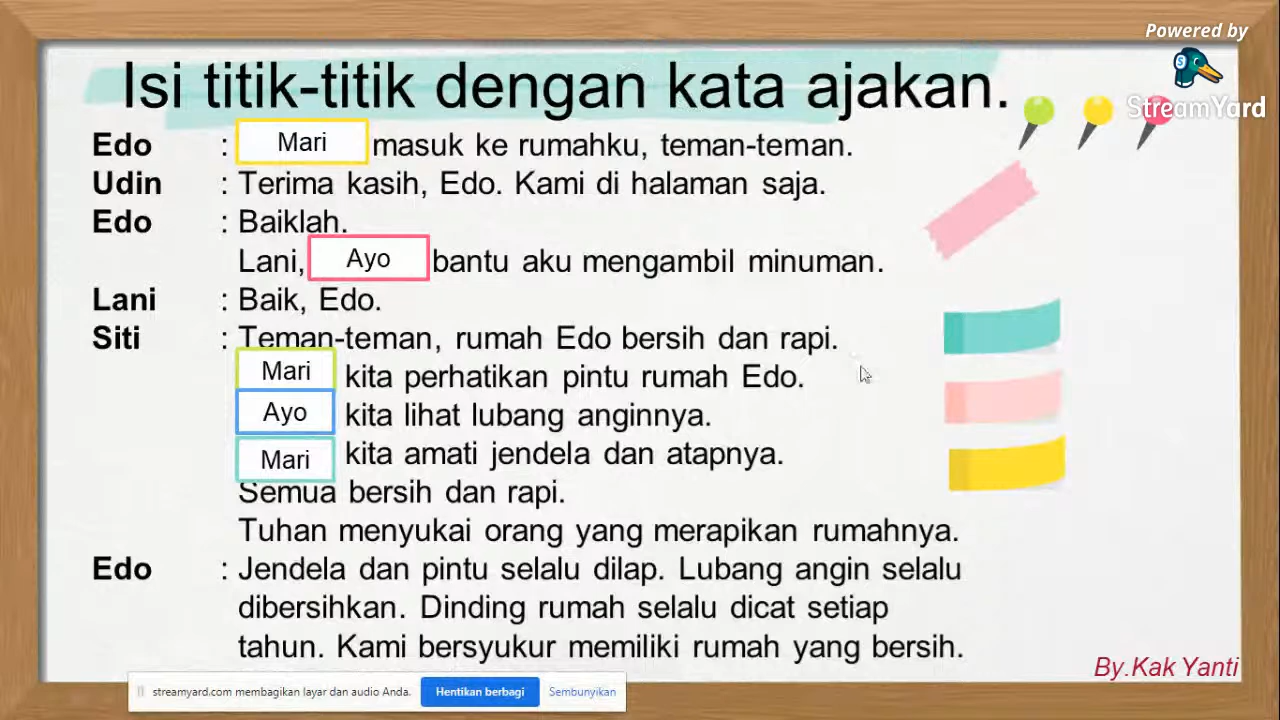 Powered by
StreamYard
Isi titik-titik dengan kata ajakan.
Edo : Mari masuk ke rumahku, teman-teman.
Udin : Terima kasih, Edo. Kami di halaman saja.
Edo : Baiklah.
Lani, Ayo bantu aku mengambil minuman.
Lani : Baik, Edo.
Siti : Teman-teman, rumah Edo bersih dan rapi.
Mari kita perhatikan pintu rumah Edo.
Ayo kita lihat lubang anginnya.
Mari kita amati jendela dan atapnya.
Semua bersih dan rapi.
Tuhan menyukai orang yang merapikan rumahnya.
Edo : Jendela dan pintu selalu dilap. Lubang angin selalu
dibersihkan. Dinding rumah selalu dicat setiap
tahun. Kami bersyukur memiliki rumah yang bersih.
By.Kak Yanti
streamyard.com membagikan layar dan audio Anda. Hentikan berbagi Sembunyikan